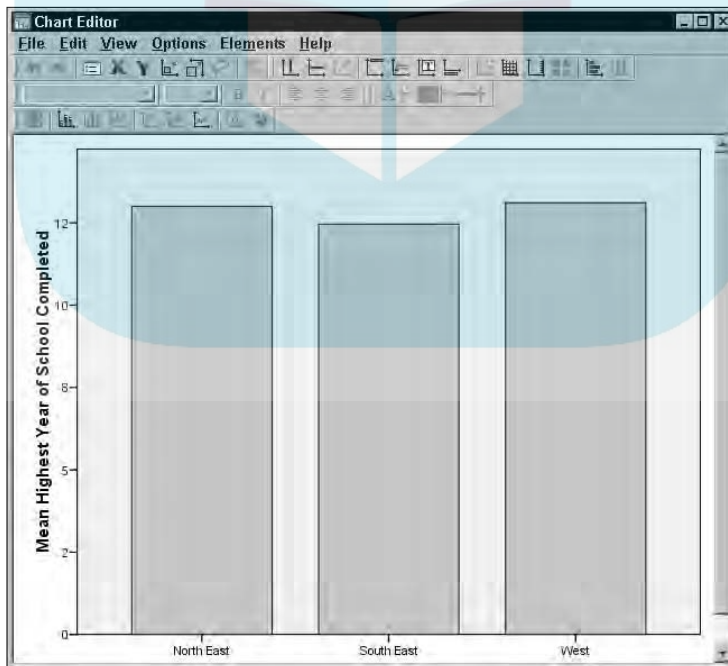 Chart Editor
File Edit View Options Elements Help
Mean Highest Year of School Completed
12
10
8
5
2
0
North East
South East
West